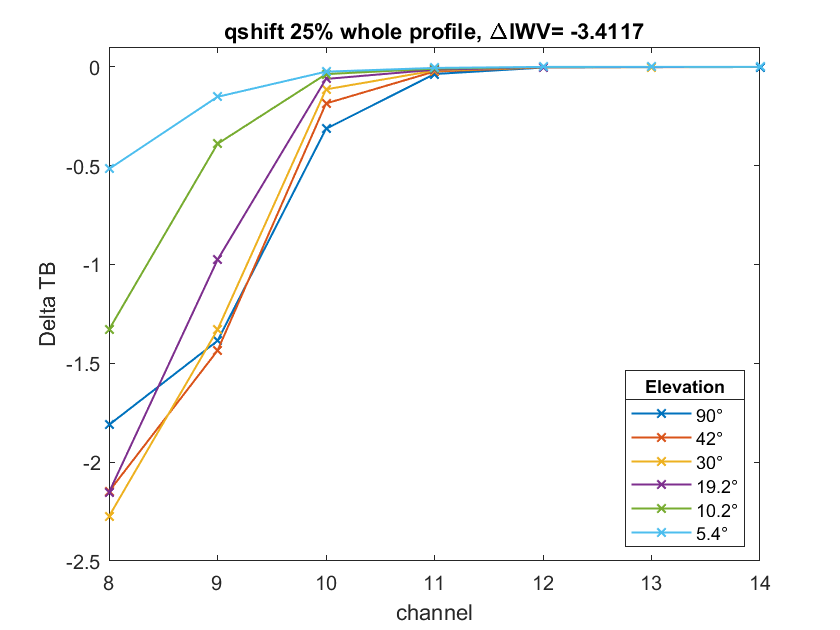 qshift 25% whole profile, ΔIWV= -3.4117
0
-0.5
-1
-1.5
-2
-2.5
Delta TB
8 9 10 11 12 13 14
channel
Elevation
90°
42°
30°
19.2°
10.2°
5.4°